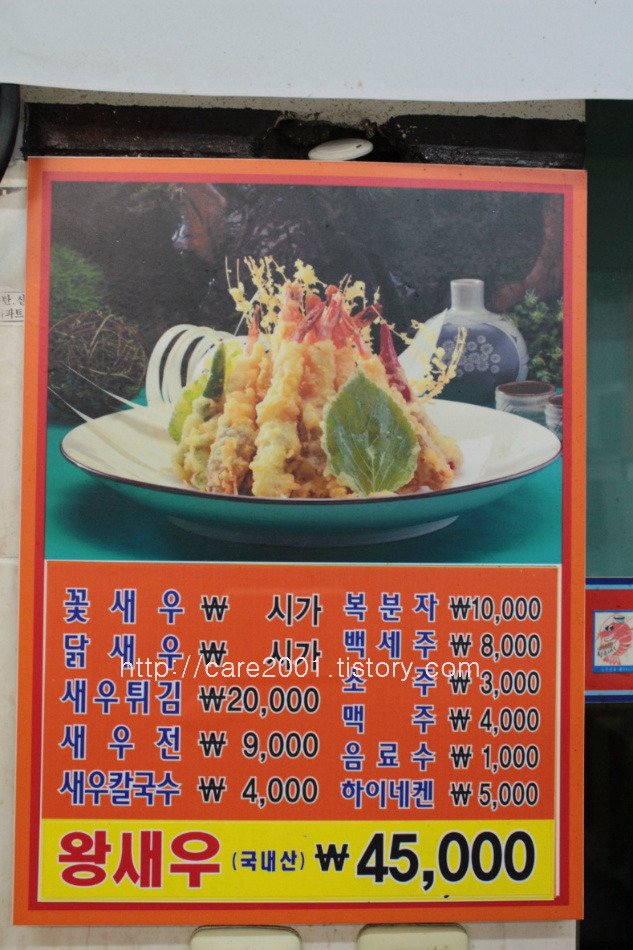 꽃새우 ₩ 시가
닭새우 ₩ 시가
새우튀김 ₩20,000
새우전 ₩ 9,000
새우칼국수 ₩ 4,000
복분자 ₩10,000
백세주 ₩ 8,000
소주 ₩ 3,000
맥주 ₩ 4,000
음료수 ₩ 1,000
하이네켄 ₩ 5,000
왕새우 (국내산) ₩ 45,000
http://care2001.tistory.com